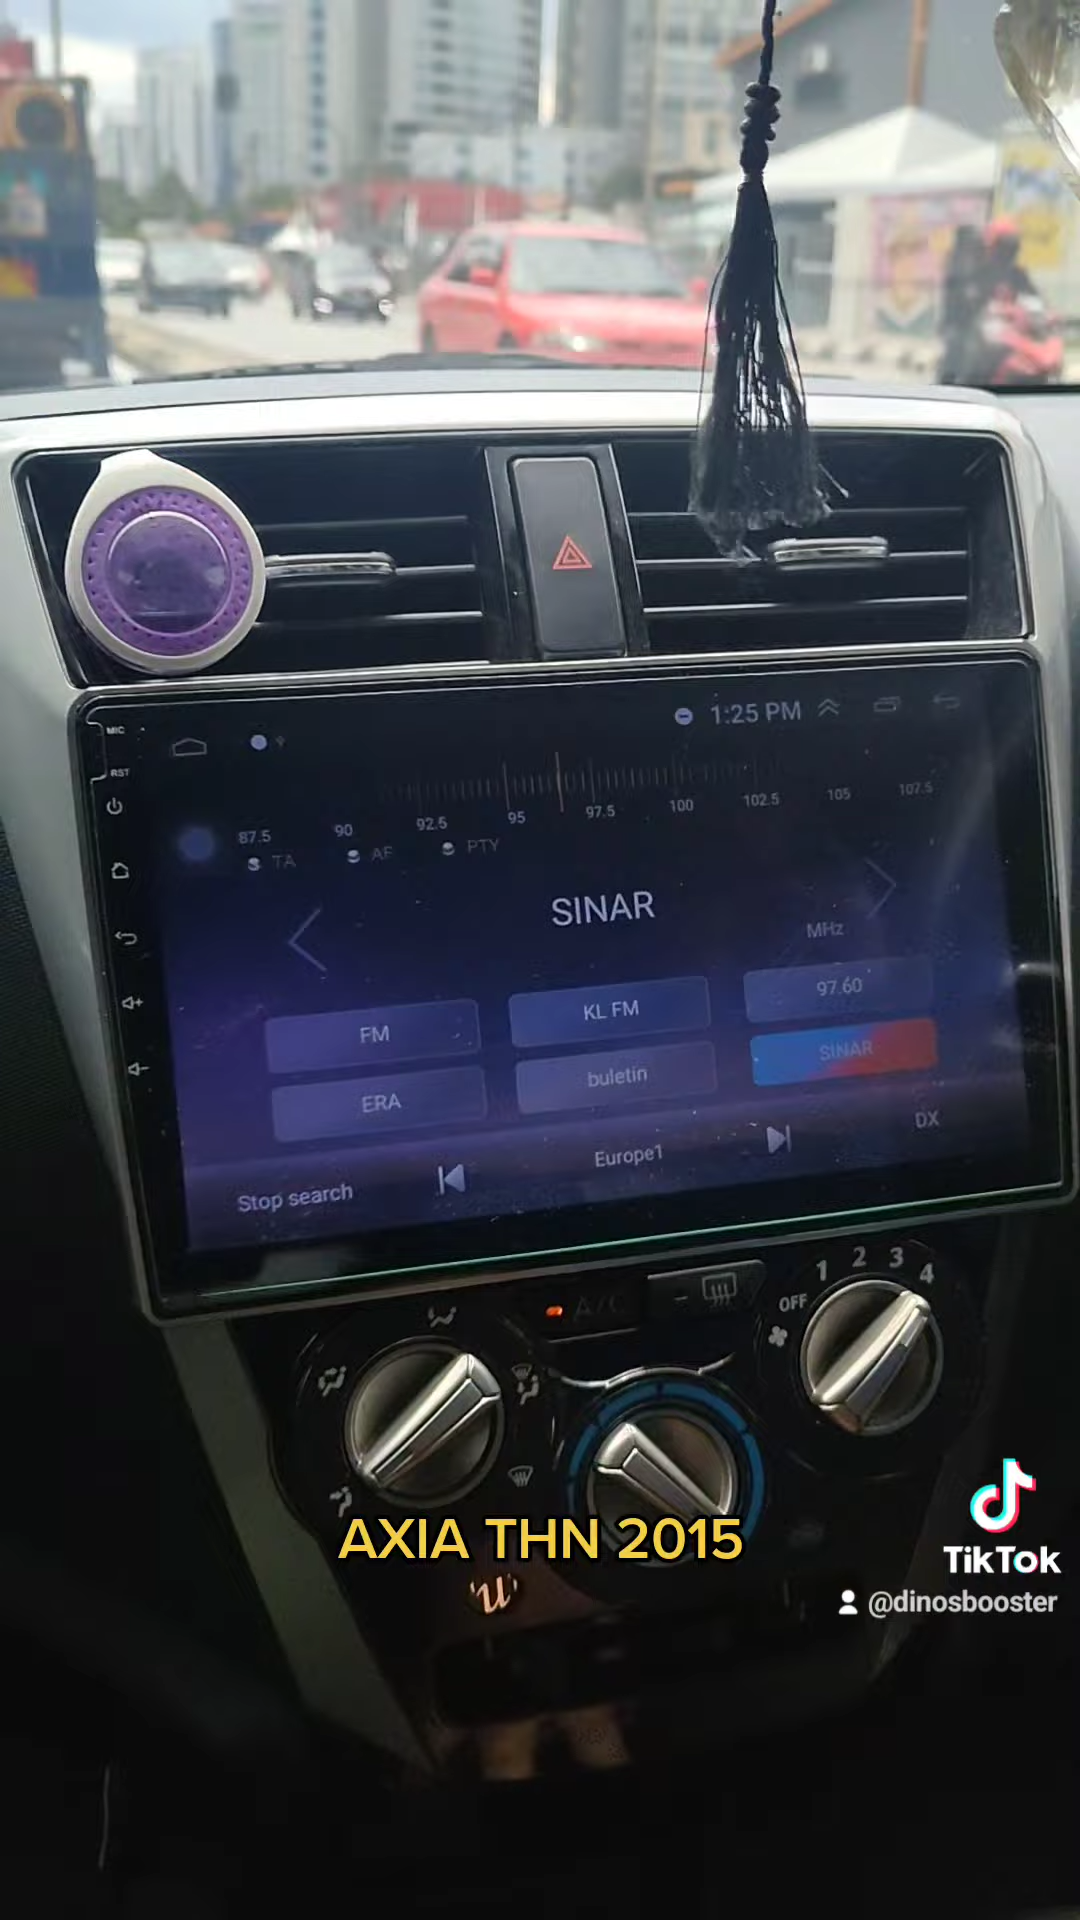 MIC
1:25 PM
RST
87.5 90 92.5 95 97.5 100 102.5 105 107.5
TA AF PTY
SINAR
MHz
FM KL FM 97.60
ERA buletin SINAR
Stop search Europe1 DX
A/C
OFF 1 2 3 4
AXIA THN 2015
TikTok
@dinosbooster